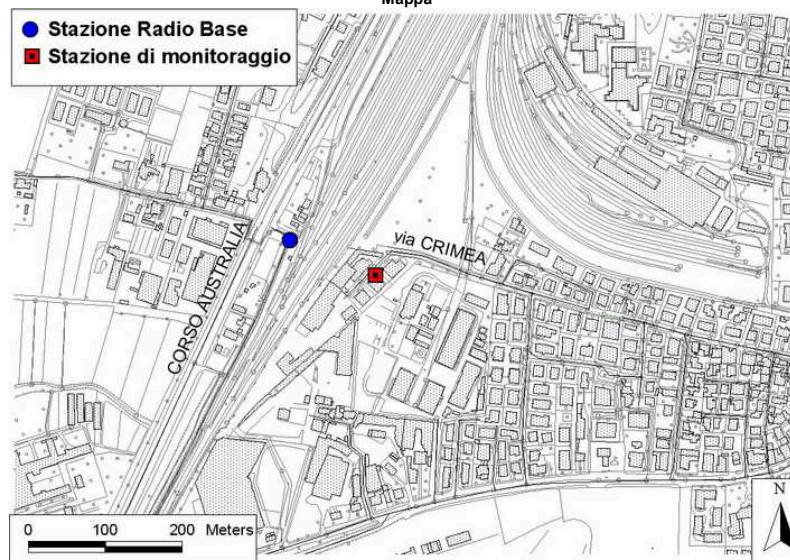 Mappa
Stazione Radio Base
Stazione di monitoraggio
via CRIMEA
CORSO AUSTRALIA
0 100 200 Meters
N